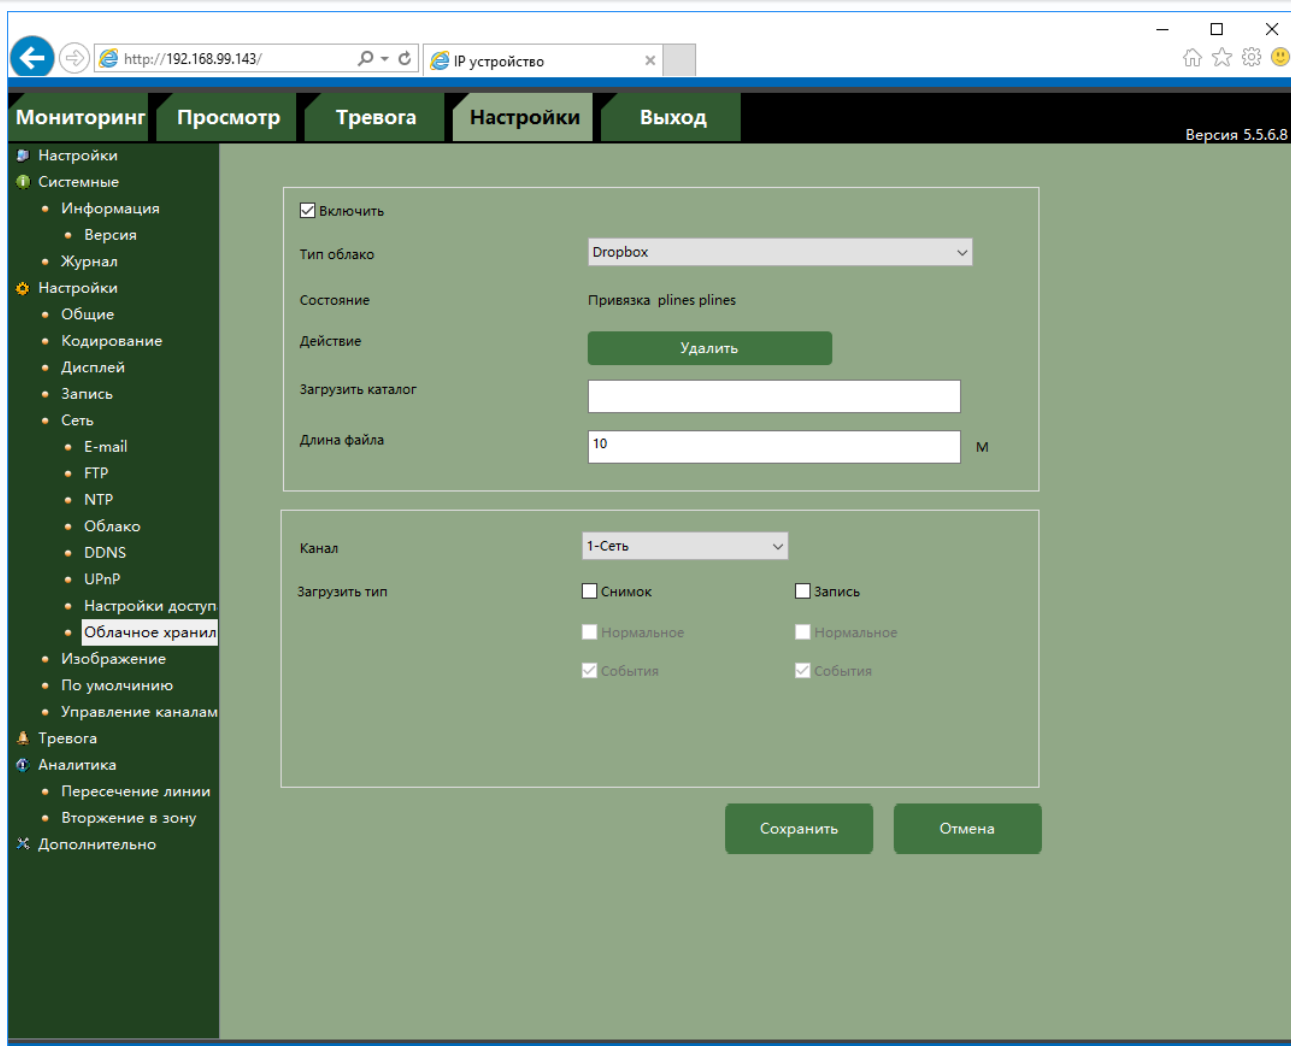 http://192.168.99.143/
IP устройство
Мониторинг
Просмотр
Тревога
Настройки
Выход
Версия 5.5.6.8
Настройки
Системные
Информация
Версия
Журнал
Настройки
Общие
Кодирование
Дисплей
Запись
Сеть
E-mail
FTP
NTP
Облако
DDNS
UPnP
Настройки доступ
Облачное хранил
Изображение
По умолчанию
Управление каналам
Тревога
Аналитика
Пересечение линии
Вторжение в зону
Дополнительно
Включить
Тип облако
Dropbox
Состояние
Привязка plines plines
Действие
Удалить
Загрузить каталог
Длина файла
10
М
Канал
1-Сеть
Загрузить тип
Снимок
Запись
Нормальное
Нормальное
События
События
Сохранить
Отмена